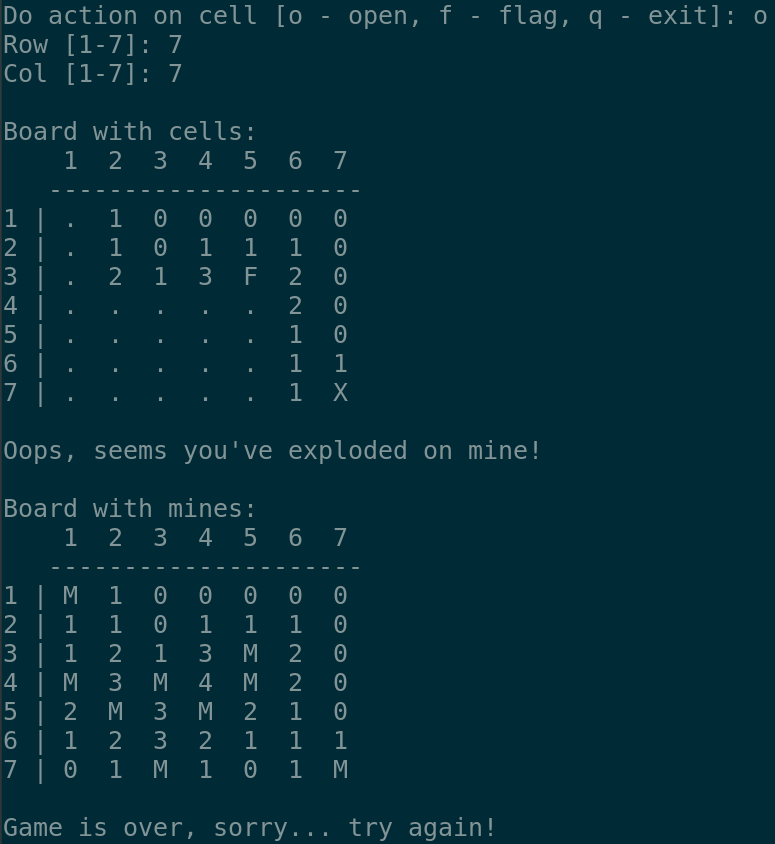 Do action on cell [o - open, f - flag, q - exit]: o
Row [1-7]: 7
Col [1-7]: 7

Board with cells:
    1  2  3  4  5  6  7
   ---------------------
1 | .  1  0  0  0  0  0
2 | .  1  0  1  1  1  0
3 | .  2  1  3  F  2  0
4 | .  .  .  .  .  2  0
5 | .  .  .  .  .  1  0
6 | .  .  .  .  .  1  1
7 | .  .  .  .  .  1  X

Oops, seems you've exploded on mine!

Board with mines:
    1  2  3  4  5  6  7
   ---------------------
1 | M  1  0  0  0  0  0
2 | 1  1  0  1  1  1  0
3 | 1  2  1  3  M  2  0
4 | M  3  M  4  M  2  0
5 | 2  M  3  M  2  1  0
6 | 1  2  3  2  1  1  1
7 | 0  1  M  1  0  1  M

Game is over, sorry... try again!